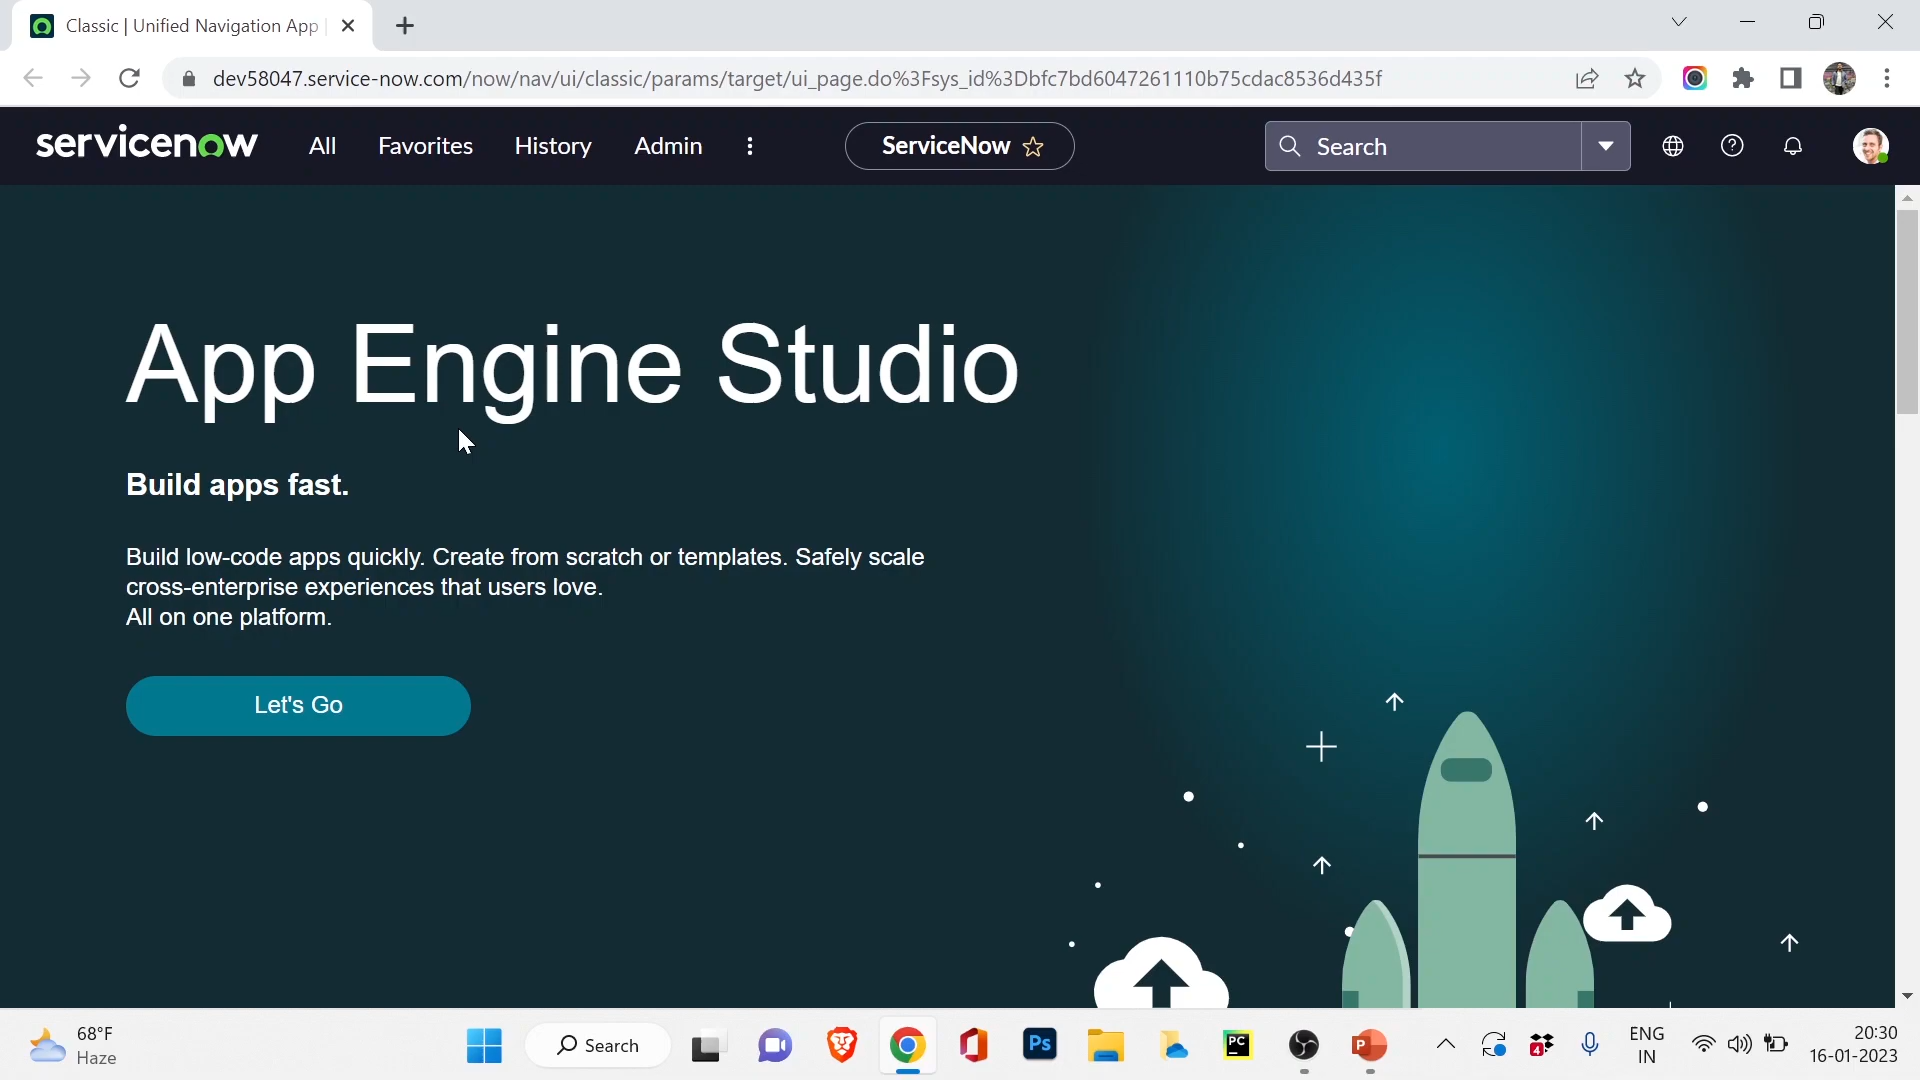 Classic | Unified Navigation App
dev58047.service-now.com/now/nav/ui/classic/params/target/ui_page.do%3Fsys_id%3Dbfc7bd6047261110b75cdac8536d435f
servicenow All Favorites History Admin ServiceNow Search
App Engine Studio
Build apps fast.
Build low-code apps quickly. Create from scratch or templates. Safely scale
cross-enterprise experiences that users love.
All on one platform.
Let's Go
68°F
Haze
Search
Ps
PC
P
4
ENG
IN
20:30
16-01-2023